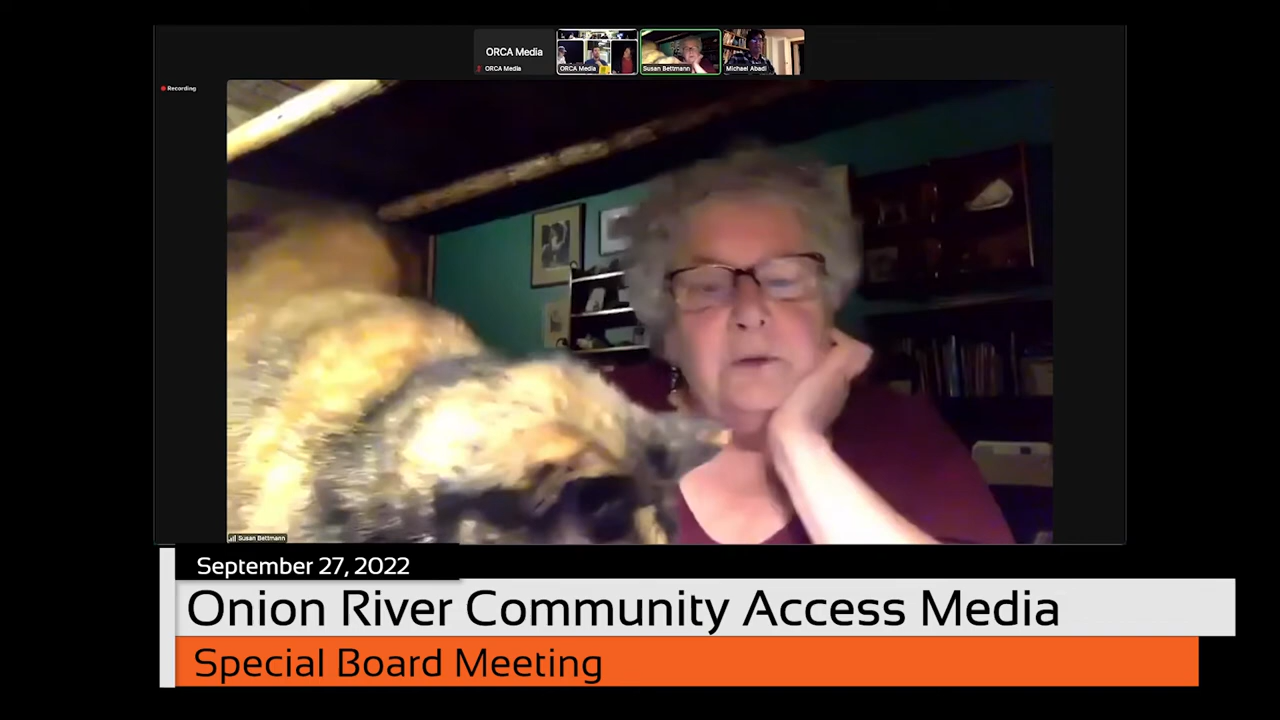 ORCA Media
ORCA Media
ORCA Media
Susan Bettmann
Michael Abadi
Recording
Susan Bettmann
September 27, 2022
Onion River Community Access Media
Special Board Meeting